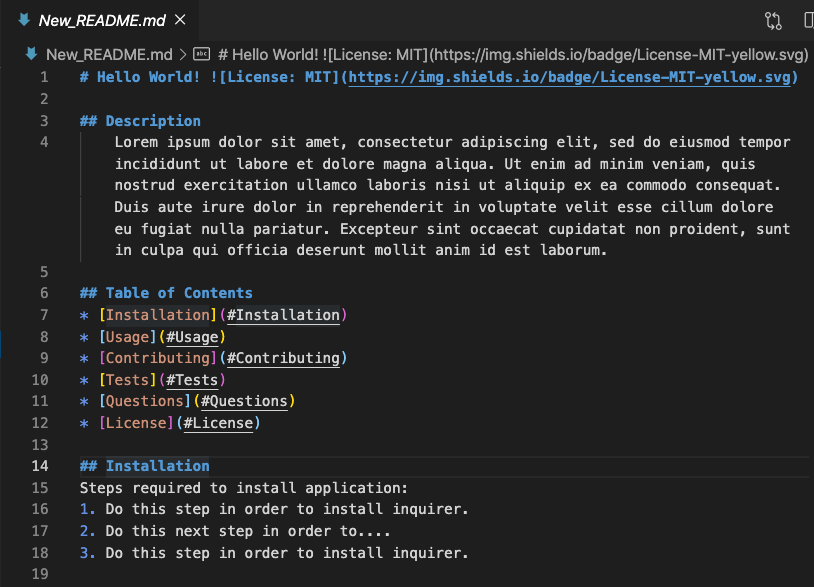 New_README.md
New_README.md > abc # Hello World! ![License: MIT](https://img.shields.io/badge/License-MIT-yellow.svg)
1 # Hello World! ![License: MIT](https://img.shields.io/badge/License-MIT-yellow.svg)
2
3 ## Description
4 Lorem ipsum dolor sit amet, consectetur adipiscing elit, sed do eiusmod tempor
incididunt ut labore et dolore magna aliqua. Ut enim ad minim veniam, quis
nostrud exercitation ullamco laboris nisi ut aliquip ex ea commodo consequat.
Duis aute irure dolor in reprehenderit in voluptate velit esse cillum dolore
eu fugiat nulla pariatur. Excepteur sint occaecat cupidatat non proident, sunt
in culpa qui officia deserunt mollit anim id est laborum.
5
6 ## Table of Contents
7 * [Installation](#Installation)
8 * [Usage](#Usage)
9 * [Contributing](#Contributing)
10 * [Tests](#Tests)
11 * [Questions](#Questions)
12 * [License](#License)
13
14 ## Installation
15 Steps required to install application:
16 1. Do this step in order to install inquirer.
17 2. Do this next step in order to....
18 3. Do this step in order to install inquirer.
19